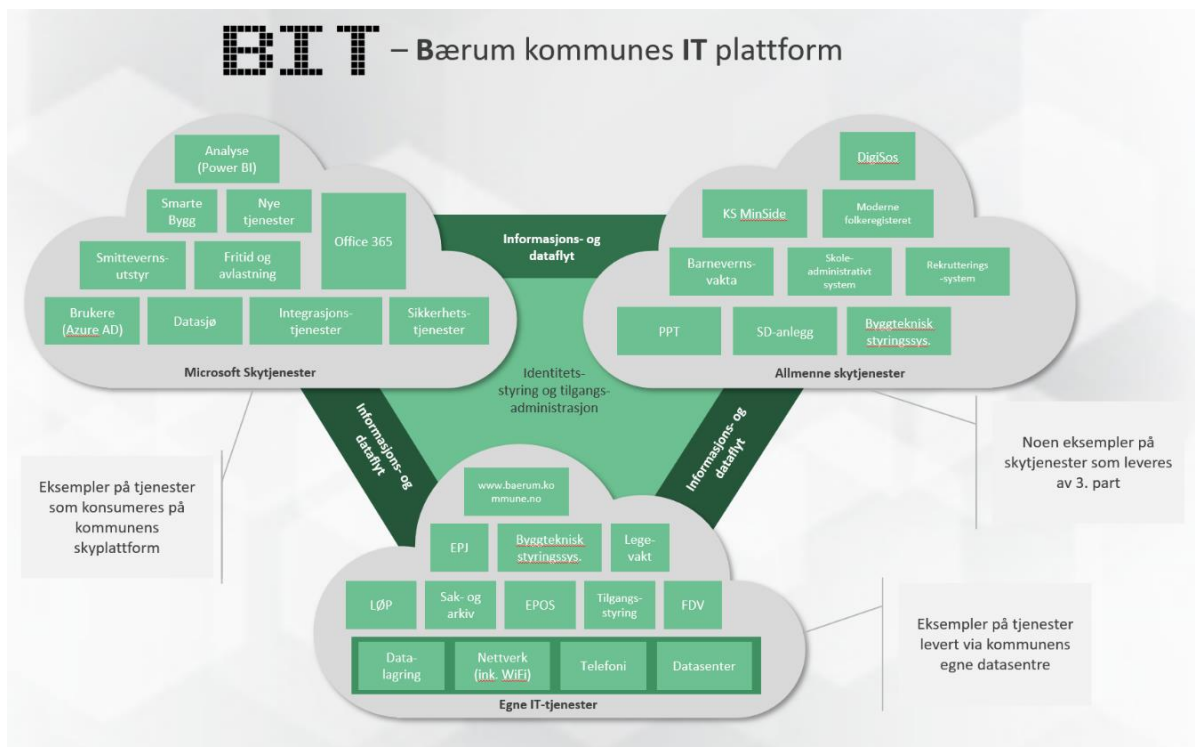 BIT – Bærum kommunes IT plattform
Analyse
(Power BI)
Smarte
Bygg
Nye
tjenester
Office 365
Smitteverns-
utstyr
Fritid og
avlastning
Brukere
(Azure AD)
Datasjø
Integrasjons-
tjenester
Sikkerhets-
tjenester
Microsoft Skytjenester
Informasjons- og
dataflyt
DigiSos
KS MinSide
Moderne
folkeregisteret
Barneverns-
vakta
Skole-
administrativt
system
Rekrutterings
-system
PPT
SD-anlegg
Byggteknisk
styringssys.
Allmenne skytjenester
Identitets-
styring og tilgangs-
administrasjon
Informasjons- og
dataflyt
Informasjons- og
dataflyt
Eksempler på tjenester
som konsumeres på
kommunens
skyplattform
Noen eksempler på
skytjenester som leveres
av 3. part
www.baerum.ko
mmune.no
EPJ
Byggteknisk
styringssys.
Lege-
vakt
LØP
Sak- og
arkiv
EPOS
Tilgangs-
styring
FDV
Data-
lagring
Nettverk
(ink. WiFi)
Telefoni
Datasenter
Egne IT-tjenester
Eksempler på tjenester
levert via kommunens
egne datasentre